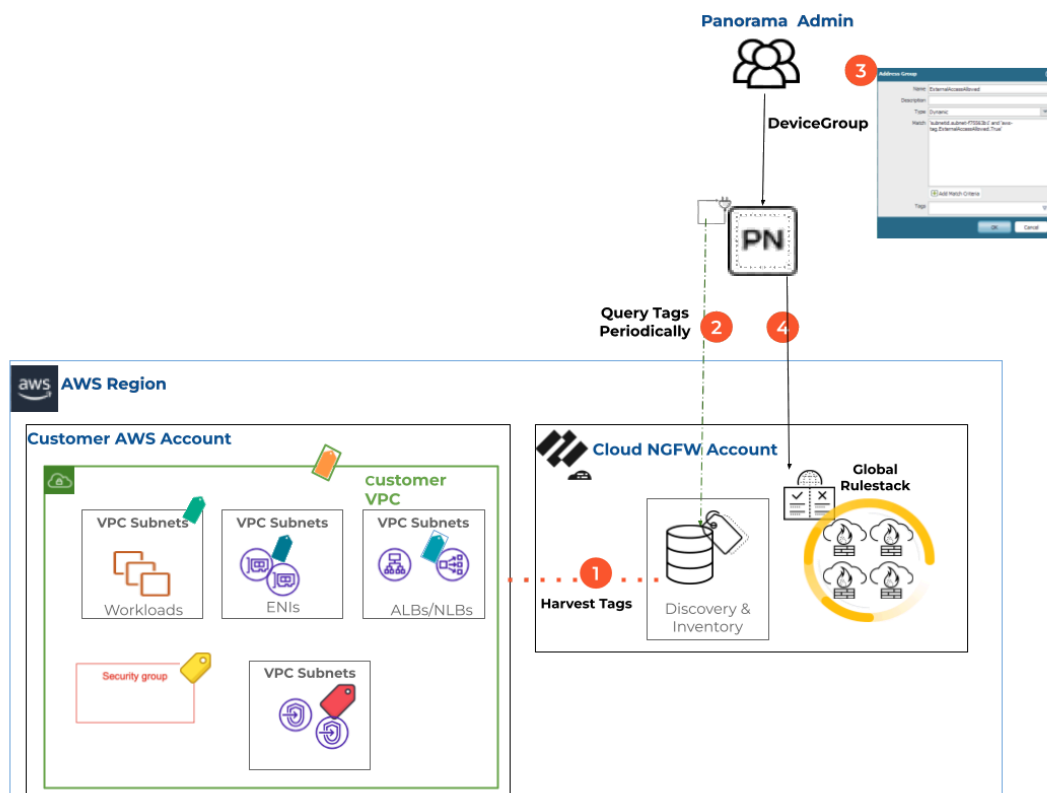 Panorama Admin
3
Address Group
Name
ExternalAccessAllowed
Description
Type
Dynamic
Match
Add Match Criteria
Tags
OK
Cancel
DeviceGroup
PN
Query Tags
Periodically
2
4
aws
AWS Region
Customer AWS Account
Customer
VPC
VPC Subnets
Workloads
VPC Subnets
ENIs
VPC Subnets
ALBs/NLBs
Security group
VPC Subnets
1
Harvest Tags
Cloud NGFW Account
Discovery &
Inventory
Global
Rulestack